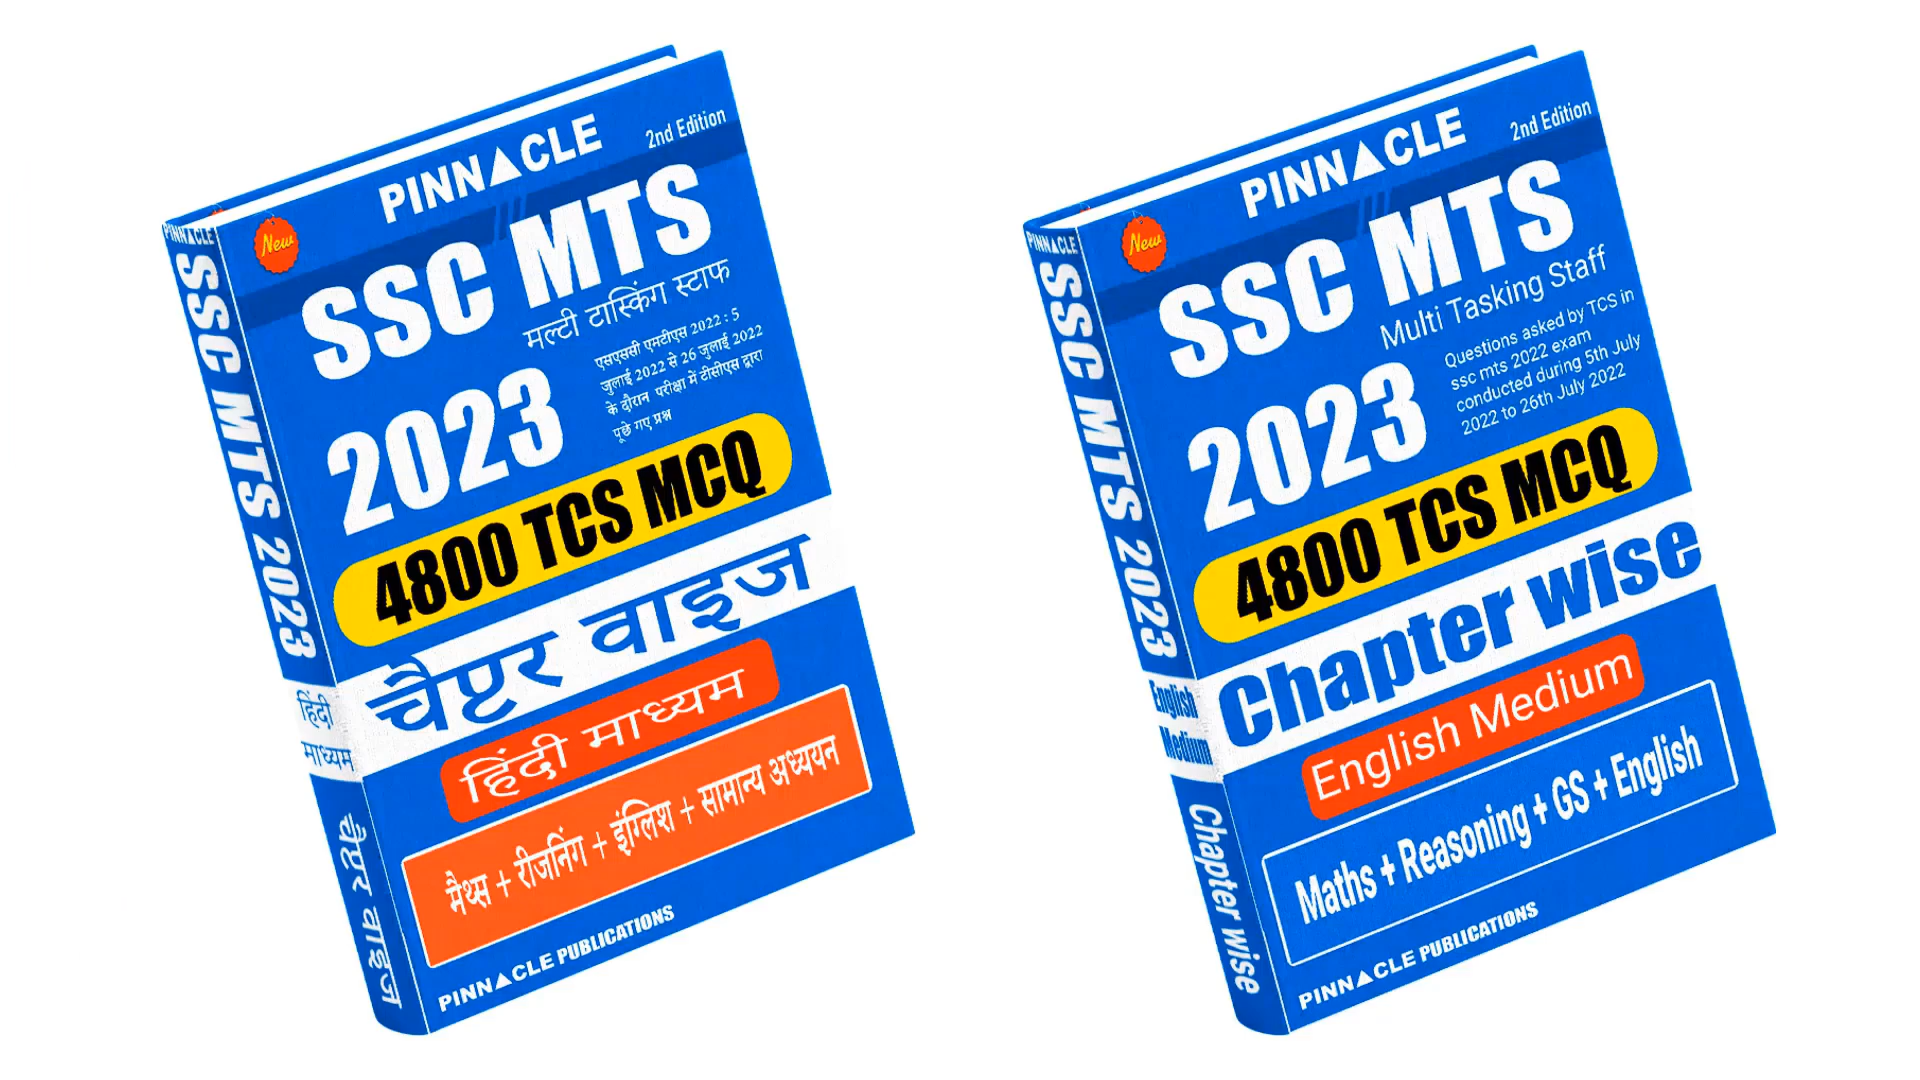 PINNACLE
2nd Edition
New
SSC MTS
मल्टी टास्किंग स्टाफ
2023
एसएससी एमटीएस 2022 : 5
जुलाई 2022 से 26 जुलाई 2022
के दौरान परीक्षा में टीसीएस द्वारा
पूछे गए प्रश्न
4800 TCS MCQ
चैप्टर वाइज
हिंदी माध्यम
मैथ्स + रीजनिंग + इंग्लिश + सामान्य अध्ययन
PINNACLE PUBLICATIONS
PINNACLE
SSC MTS 2023
हिंदी
माध्यम
चैप्टर वाइज
PINNACLE
2nd Edition
New
SSC MTS
Multi Tasking Staff
2023
Questions asked by TCS in
ssc mts 2022 exam
conducted during 5th July
2022 to 26th July 2022
4800 TCS MCQ
Chapter wise
English Medium
Maths + Reasoning + GS + English
PINNACLE PUBLICATIONS
PINNACLE
SSC MTS 2023
English
Medium
Chapter wise